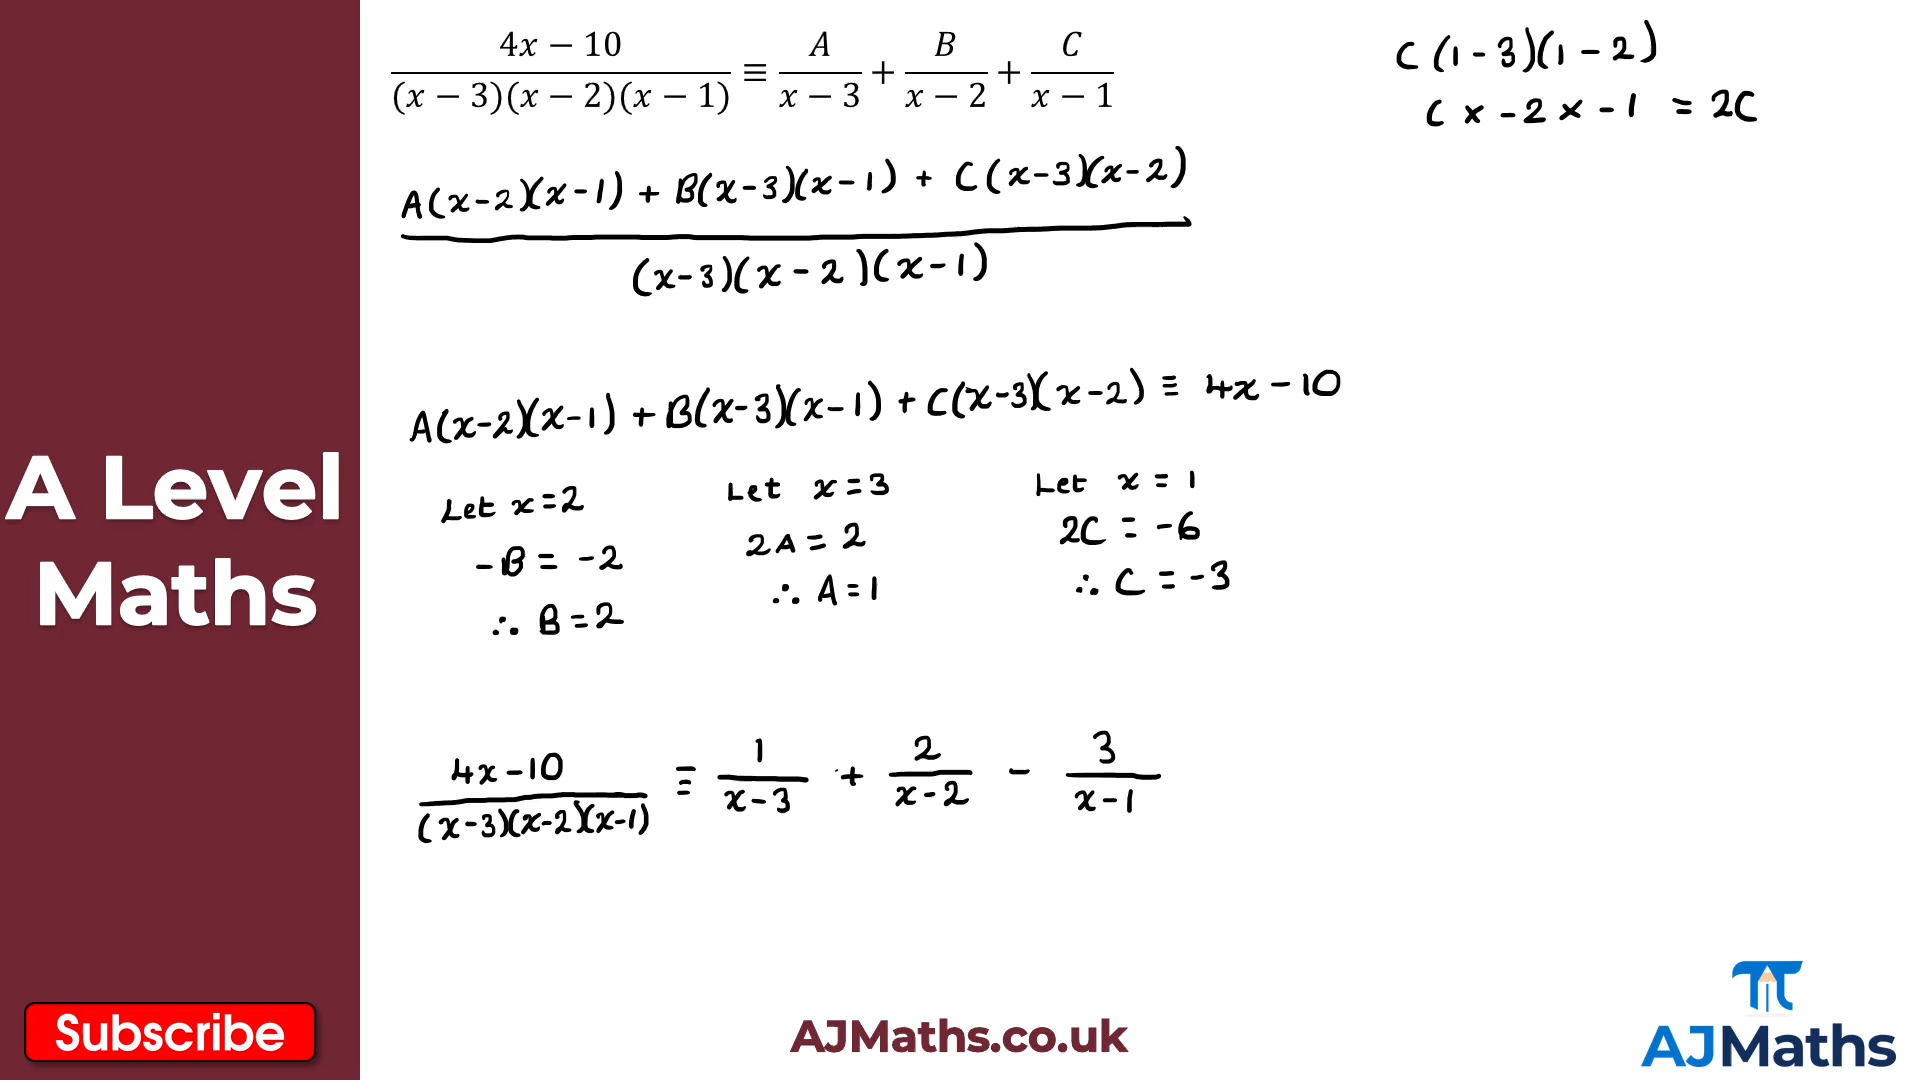 A Level
Maths
Subscribe
4x − 10 / (x − 3)(x − 2)(x − 1) ≡ A / x − 3 + B / x − 2 + C / x − 1
C(1-3)(1-2)
C x -2 x -1 = 2C
A(x-2)(x-1) + B(x-3)(x-1) + C(x-3)(x-2)
(x-3)(x-2)(x-1)
A(x-2)(x-1) + B(x-3)(x-1) + C(x-3)(x-2) ≡ 4x-10
Let x=2
-B = -2
∴ B=2
Let x=3
2A = 2
∴ A=1
Let x = 1
2C = -6
∴ C = -3
4x-10 / (x-3)(x-2)(x-1) ≡ 1 / x-3 + 2 / x-2 - 3 / x-1
AJMaths.co.uk
AJMaths